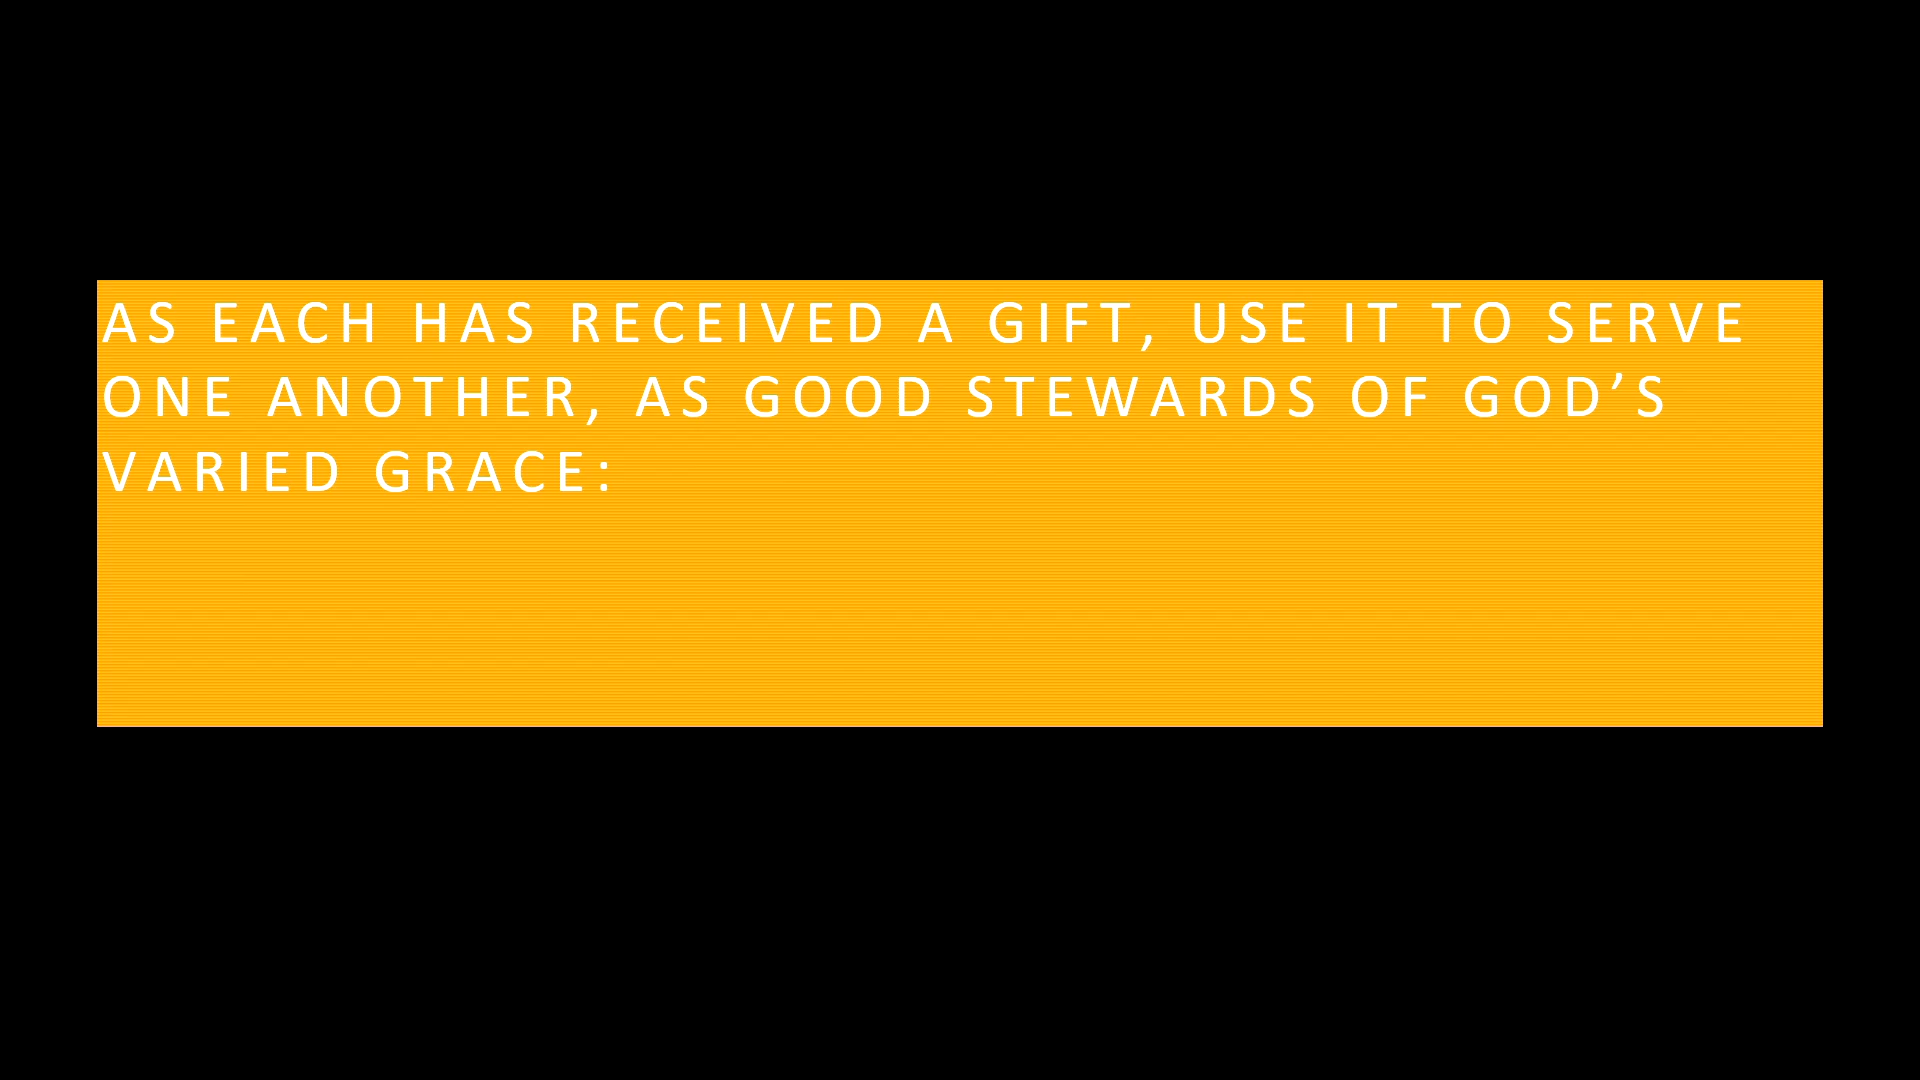 AS EACH HAS RECEIVED A GIFT, USE IT TO SERVE
ONE ANOTHER, AS GOOD STEWARDS OF GOD’S
VARIED GRACE: